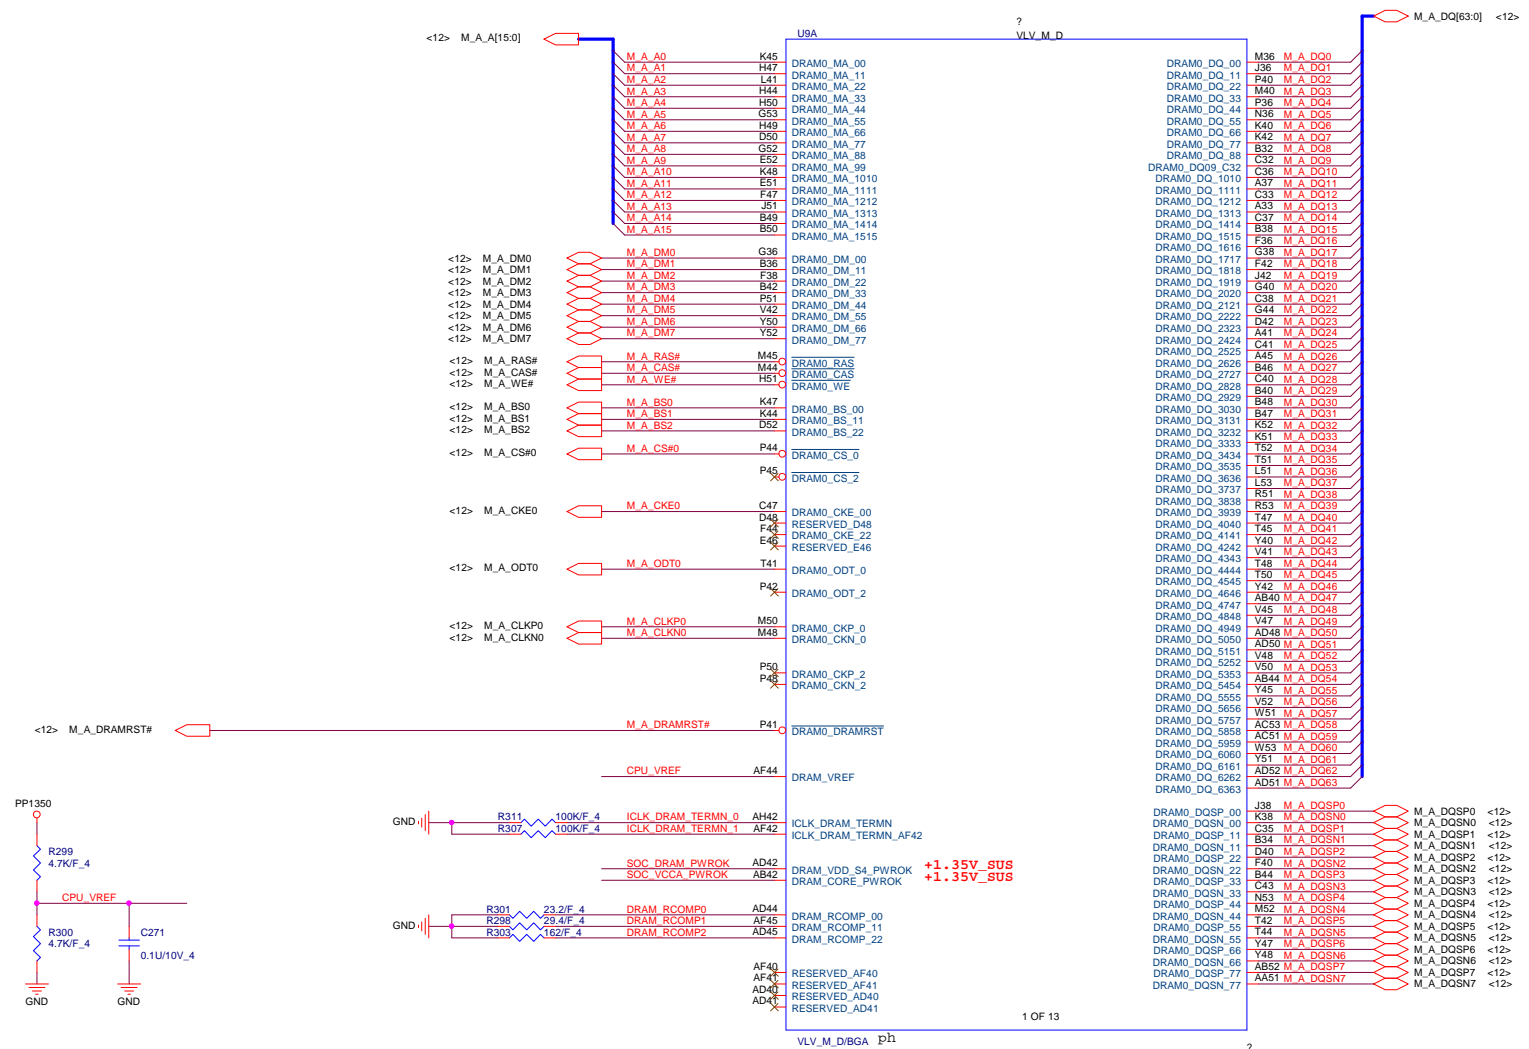 ?
M_A_DQ[63:0] <12>
<12> M_A_A[15:0]
U9A
VLV_M_D
M_A_A0 K45 DRAM0_MA_00
M_A_A1 H47 DRAM0_MA_11
M_A_A2 L41 DRAM0_MA_22
M_A_A3 H44 DRAM0_MA_33
M_A_A4 H50 DRAM0_MA_44
M_A_A5 G53 DRAM0_MA_55
M_A_A6 H49 DRAM0_MA_66
M_A_A7 D50 DRAM0_MA_77
M_A_A8 G52 DRAM0_MA_88
M_A_A9 E52 DRAM0_MA_99
M_A_A10 K48 DRAM0_MA_1010
M_A_A11 E51 DRAM0_MA_1111
M_A_A12 F47 DRAM0_MA_1212
M_A_A13 J51 DRAM0_MA_1313
M_A_A14 B49 DRAM0_MA_1414
M_A_A15 B50 DRAM0_MA_1515
<12> M_A_DM0 M_A_DM0 G36 DRAM0_DM_00
<12> M_A_DM1 M_A_DM1 B36 DRAM0_DM_11
<12> M_A_DM2 M_A_DM2 F38 DRAM0_DM_22
<12> M_A_DM3 M_A_DM3 B42 DRAM0_DM_33
<12> M_A_DM4 M_A_DM4 P51 DRAM0_DM_44
<12> M_A_DM5 M_A_DM5 V42 DRAM0_DM_55
<12> M_A_DM6 M_A_DM6 Y50 DRAM0_DM_66
<12> M_A_DM7 M_A_DM7 Y52 DRAM0_DM_77
<12> M_A_RAS# M_A_RAS# M45 DRAM0_RAS
<12> M_A_CAS# M_A_CAS# M44 DRAM0_CAS
<12> M_A_WE# M_A_WE# H51 DRAM0_WE
<12> M_A_BS0 M_A_BS0 K47 DRAM0_BS_00
<12> M_A_BS1 M_A_BS1 K44 DRAM0_BS_11
<12> M_A_BS2 M_A_BS2 D52 DRAM0_BS_22
<12> M_A_CS#0 M_A_CS#0 P44 DRAM0_CS_0
P45 DRAM0_CS_2
<12> M_A_CKE0 M_A_CKE0 C47 DRAM0_CKE_00
D48 RESERVED_D48
F44 DRAM0_CKE_22
E46 RESERVED_E46
<12> M_A_ODT0 M_A_ODT0 T41 DRAM0_ODT_0
P42 DRAM0_ODT_2
<12> M_A_CLKP0 M_A_CLKP0 M50 DRAM0_CKP_0
<12> M_A_CLKN0 M_A_CLKN0 M48 DRAM0_CKN_0
P50 DRAM0_CKP_2
P48 DRAM0_CKN_2
<12> M_A_DRAMRST# M_A_DRAMRST# P41 DRAM0_DRAMRST
CPU_VREF AF44 DRAM_VREF
GND R311 100K/F_4 ICLK_DRAM_TERMN_0 AH42 ICLK_DRAM_TERMN
R307 100K/F_4 ICLK_DRAM_TERMN_1 AF42 ICLK_DRAM_TERMN_AF42
SOC_DRAM_PWROK AD42 DRAM_VDD_S4_PWROK +1.35V_SUS
SOC_VCCA_PWROK AB42 DRAM_CORE_PWROK +1.35V_SUS
R301 23.2/F_4 DRAM_RCOMP0 AD44 DRAM_RCOMP_00
GND R298 29.4/F_4 DRAM_RCOMP1 AF45 DRAM_RCOMP_11
R303 162/F_4 DRAM_RCOMP2 AD45 DRAM_RCOMP_22
AF40 RESERVED_AF40
AF41 RESERVED_AF41
AD40 RESERVED_AD40
AD41 RESERVED_AD41
DRAM0_DQ_00 M36 M_A_DQ0
DRAM0_DQ_11 J36 M_A_DQ1
DRAM0_DQ_22 P40 M_A_DQ2
DRAM0_DQ_33 M40 M_A_DQ3
DRAM0_DQ_44 P36 M_A_DQ4
DRAM0_DQ_55 N36 M_A_DQ5
DRAM0_DQ_66 K40 M_A_DQ6
DRAM0_DQ_77 K42 M_A_DQ7
DRAM0_DQ_88 B32 M_A_DQ8
DRAM0_DQ09_C32 C32 M_A_DQ9
DRAM0_DQ_1010 C36 M_A_DQ10
DRAM0_DQ_1111 A37 M_A_DQ11
DRAM0_DQ_1212 C33 M_A_DQ12
DRAM0_DQ_1313 A33 M_A_DQ13
DRAM0_DQ_1414 C37 M_A_DQ14
DRAM0_DQ_1515 B38 M_A_DQ15
DRAM0_DQ_1616 F36 M_A_DQ16
DRAM0_DQ_1717 G38 M_A_DQ17
DRAM0_DQ_1818 F42 M_A_DQ18
DRAM0_DQ_1919 J42 M_A_DQ19
DRAM0_DQ_2020 G40 M_A_DQ20
DRAM0_DQ_2121 C38 M_A_DQ21
DRAM0_DQ_2222 G44 M_A_DQ22
DRAM0_DQ_2323 D42 M_A_DQ23
DRAM0_DQ_2424 A41 M_A_DQ24
DRAM0_DQ_2525 C41 M_A_DQ25
DRAM0_DQ_2626 A45 M_A_DQ26
DRAM0_DQ_2727 B46 M_A_DQ27
DRAM0_DQ_2828 C40 M_A_DQ28
DRAM0_DQ_2929 B40 M_A_DQ29
DRAM0_DQ_3030 B48 M_A_DQ30
DRAM0_DQ_3131 B47 M_A_DQ31
DRAM0_DQ_3232 K52 M_A_DQ32
DRAM0_DQ_3333 K51 M_A_DQ33
DRAM0_DQ_3434 T52 M_A_DQ34
DRAM0_DQ_3535 T51 M_A_DQ35
DRAM0_DQ_3636 L51 M_A_DQ36
DRAM0_DQ_3737 L53 M_A_DQ37
DRAM0_DQ_3838 R51 M_A_DQ38
DRAM0_DQ_3939 R53 M_A_DQ39
DRAM0_DQ_4040 T47 M_A_DQ40
DRAM0_DQ_4141 T45 M_A_DQ41
DRAM0_DQ_4242 Y40 M_A_DQ42
DRAM0_DQ_4343 V41 M_A_DQ43
DRAM0_DQ_4444 T48 M_A_DQ44
DRAM0_DQ_4545 T50 M_A_DQ45
DRAM0_DQ_4646 Y42 M_A_DQ46
DRAM0_DQ_4747 AB40 M_A_DQ47
DRAM0_DQ_4848 V45 M_A_DQ48
DRAM0_DQ_4949 V47 M_A_DQ49
DRAM0_DQ_5050 AD48 M_A_DQ50
DRAM0_DQ_5151 AD50 M_A_DQ51
DRAM0_DQ_5252 V48 M_A_DQ52
DRAM0_DQ_5353 V50 M_A_DQ53
DRAM0_DQ_5454 AB44 M_A_DQ54
DRAM0_DQ_5555 Y45 M_A_DQ55
DRAM0_DQ_5656 V52 M_A_DQ56
DRAM0_DQ_5757 W51 M_A_DQ57
DRAM0_DQ_5858 AC53 M_A_DQ58
DRAM0_DQ_5959 AC51 M_A_DQ59
DRAM0_DQ_6060 W53 M_A_DQ60
DRAM0_DQ_6161 Y51 M_A_DQ61
DRAM0_DQ_6262 AD52 M_A_DQ62
DRAM0_DQ_6363 AD51 M_A_DQ63
DRAM0_DQSP_00 J38 M_A_DQSP0 M_A_DQSP0 <12>
DRAM0_DQSN_00 K38 M_A_DQSN0 M_A_DQSN0 <12>
DRAM0_DQSP_11 C35 M_A_DQSP1 M_A_DQSP1 <12>
DRAM0_DQSN_11 B34 M_A_DQSN1 M_A_DQSN1 <12>
DRAM0_DQSP_22 D40 M_A_DQSP2 M_A_DQSP2 <12>
DRAM0_DQSN_22 F40 M_A_DQSN2 M_A_DQSN2 <12>
DRAM0_DQSP_33 B44 M_A_DQSP3 M_A_DQSP3 <12>
DRAM0_DQSN_33 C43 M_A_DQSN3 M_A_DQSN3 <12>
DRAM0_DQSP_44 N53 M_A_DQSP4 M_A_DQSP4 <12>
DRAM0_DQSN_44 M52 M_A_DQSN4 M_A_DQSN4 <12>
DRAM0_DQSP_55 T42 M_A_DQSP5 M_A_DQSP5 <12>
DRAM0_DQSN_55 T44 M_A_DQSN5 M_A_DQSN5 <12>
DRAM0_DQSP_66 Y47 M_A_DQSP6 M_A_DQSP6 <12>
DRAM0_DQSN_66 Y48 M_A_DQSN6 M_A_DQSN6 <12>
DRAM0_DQSP_77 AB52 M_A_DQSP7 M_A_DQSP7 <12>
DRAM0_DQSN_77 AA51 M_A_DQSN7 M_A_DQSN7 <12>
PP1350
R299
4.7K/F_4
CPU_VREF
R300
4.7K/F_4
C271
0.1U/10V_4
GND
GND
1 OF 13
VLV_M_D/BGA ph
?